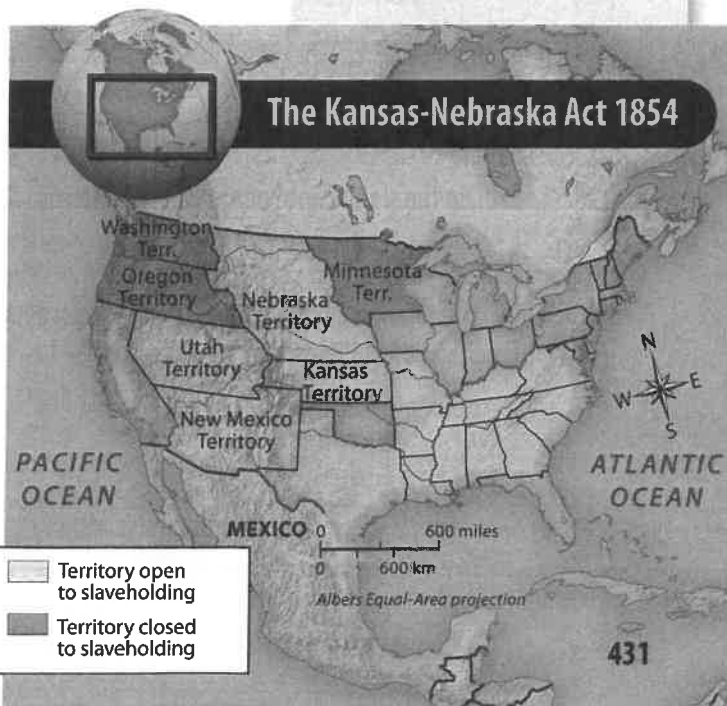 The Kansas-Nebraska Act 1854
Washington
Terr.
Oregon
Territory
Minnesota
Terr.
Nebraska
Territory
Utah
Territory
Kansas
Territory
New Mexico
Territory
N
W
E
S
PACIFIC
OCEAN
ATLANTIC
OCEAN
MEXICO
0 600 miles
0 600 km
Albers Equal-Area projection
Territory open
to slaveholding
Territory closed
to slaveholding
431